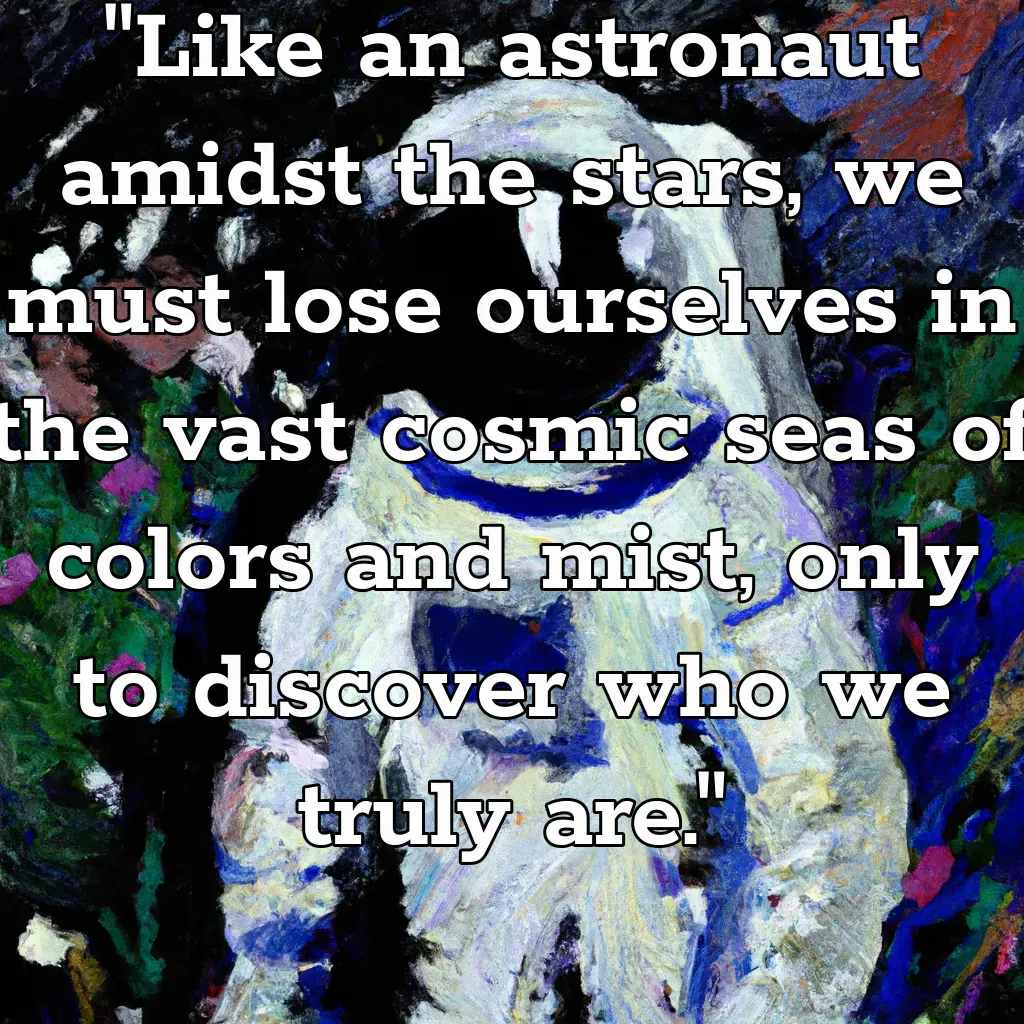 "Like an astronaut
amidst the stars, we
must lose ourselves in
the vast cosmic seas of
colors and mist, only
to discover who we
truly are."